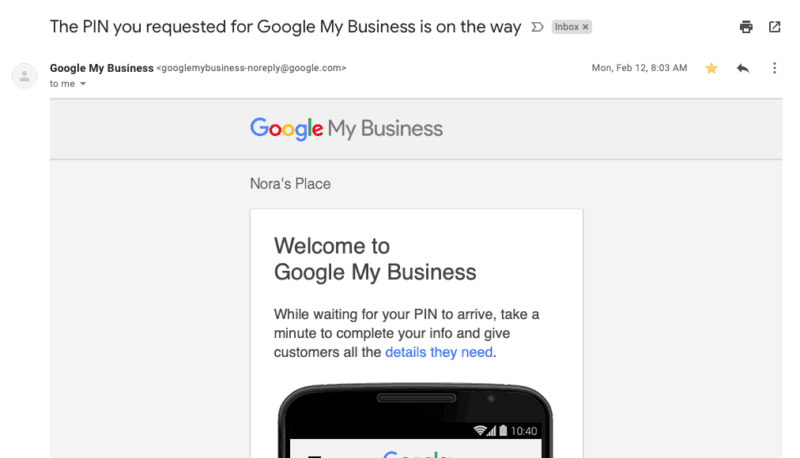 The PIN you requested for Google My Business is on the way Inbox ×
Google My Business <googlemybusiness-noreply@google.com> Mon, Feb 12, 8:03 AM
to me
Google My Business
Nora's Place
Welcome to
Google My Business
While waiting for your PIN to arrive, take a
minute to complete your info and give
customers all the details they need.
10:40
Google